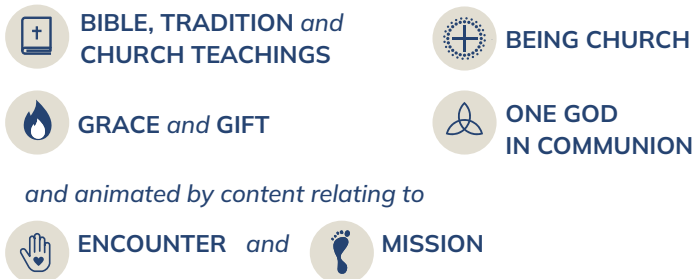 BIBLE, TRADITION and
CHURCH TEACHINGS
BEING CHURCH
GRACE and GIFT
ONE GOD
IN COMMUNION
and animated by content relating to
ENCOUNTER and MISSION